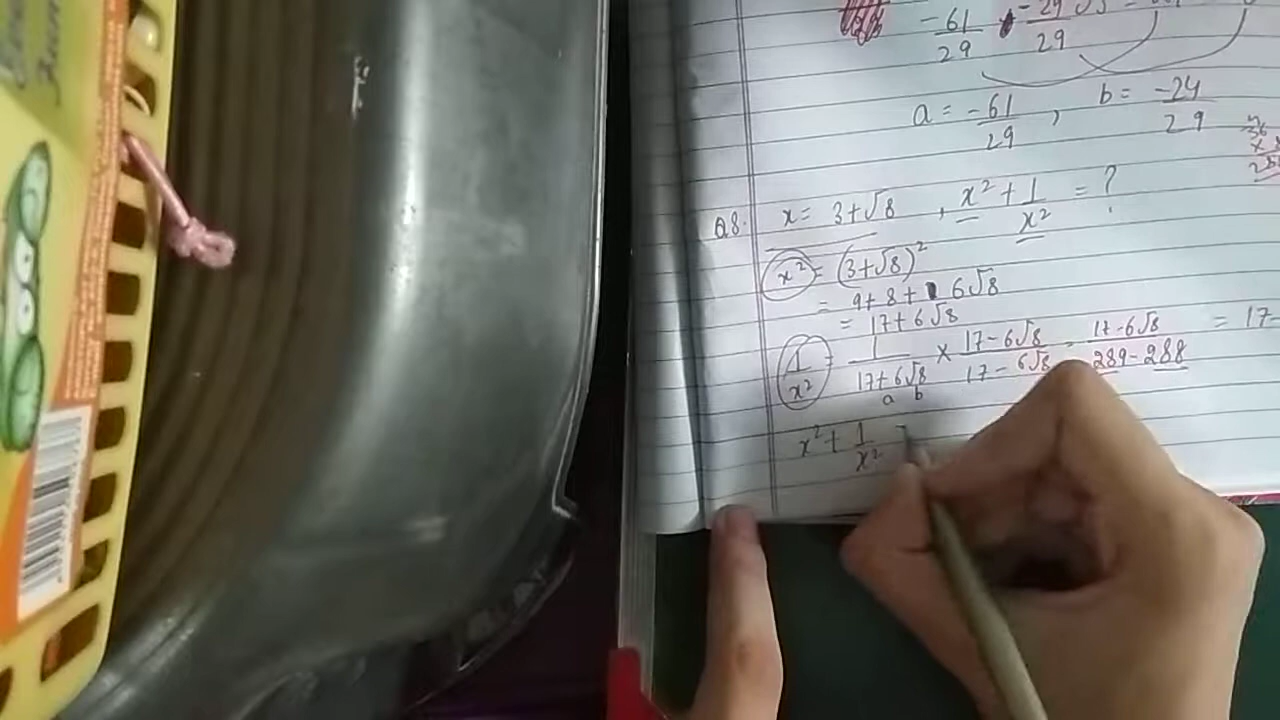 -61/29 -29/29
a = -61/29 , b = -24/29
Q8. x = 3+√8 , x² + 1/x² = ?
x² = (3+√8)²
= 9+8+ 6√8
= 17+6√8
1/x² = 1/17+6√8 × 17-6√8/17-6√8 = 17-6√8/289-288 = 17-
a b
x² + 1/x²